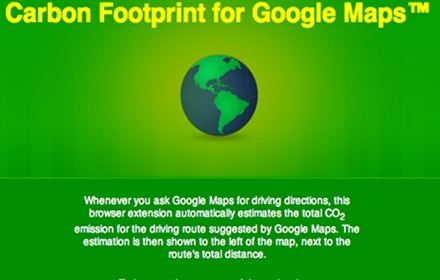 Carbon Footprint for Google Maps™
Whenever you ask Google Maps for driving directions, this
browser extension automatically estimates the total CO2
emission for the driving route suggested by Google Maps. The
estimation is then shown to the left of the map, next to the
route's total distance.